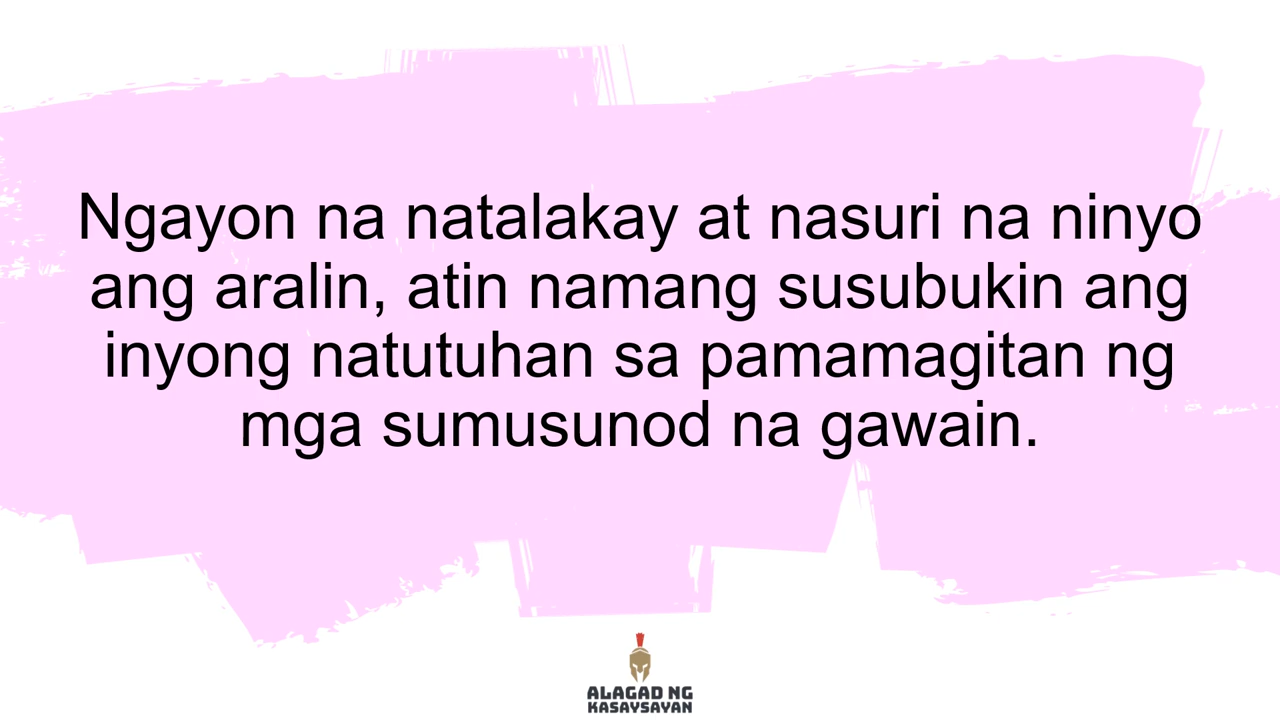 Ngayon na natalakay at nasuri na ninyo
ang aralin, atin namang susubukin ang
inyong natutuhan sa pamamagitan ng
mga sumusunod na gawain.
ALAGAD NG
KASAYSAYAN